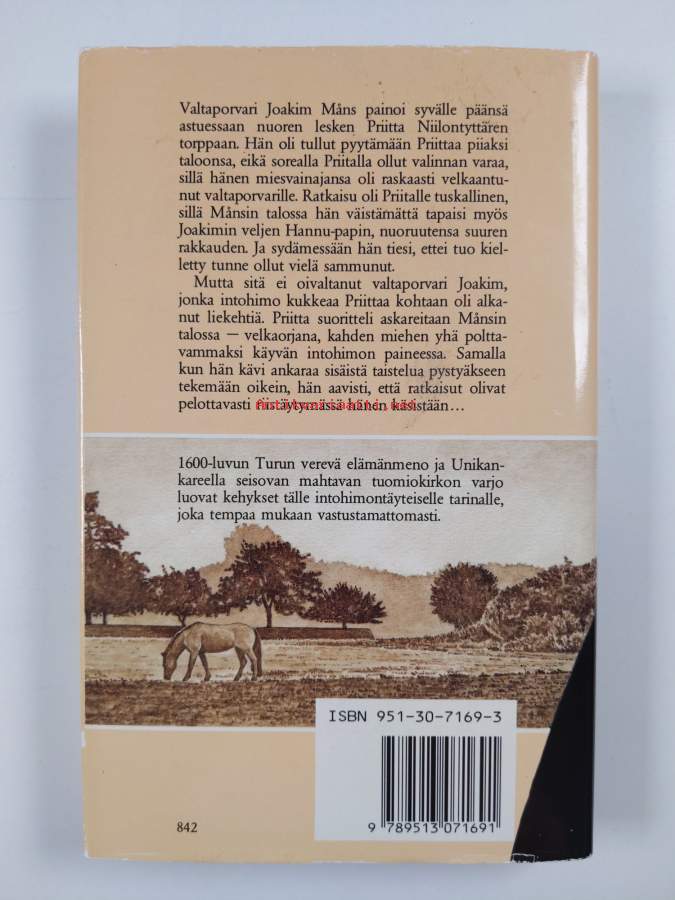 Valtaporvari Joakim Måns painoi syvälle päänsä
astuessaan nuoren lesken Priitta Niilontyttären
torppaan. Hän oli tullut pyytämään Priittaa piiaksi
taloonsa, eikä sorealla Priitalla ollut valinnan varaa,
sillä hänen miesvainajansa oli raskaasti velkaantu-
nut valtaporvarille. Ratkaisu oli Priitalle tuskallinen,
sillä Månsin talossa hän väistämättä tapaisi myös
Joakimin veljen Hannu-papin, nuoruutensa suuren
rakkauden. Ja sydämessään hän tiesi, ettei tuo kiel-
letty tunne ollut vielä sammunut.
Mutta sitä ei oivaltanut valtaporvari Joakim,
jonka intohimo kukkeaa Priittaa kohtaan oli alka-
nut liekehtiä. Priitta suoritteli askareitaan Månsin
talossa — velkaorjana, kahden miehen yhä poltta-
vammaksi käyvän intohimon paineessa. Samalla
kun hän kävi ankaraa sisäistä taistelua pystyäkseen
tekemään oikein, hän aavisti, että ratkaisut olivat
pelottavasti riistäytymässä hänen käsistään...
1600-luvun Turun verevä elämänmeno ja Unikan-
kareella seisovan mahtavan tuomiokirkon varjo
luovat kehykset tälle intohimontäyteiselle tarinalle,
joka tempaa mukaan vastustamattomasti.
ISBN 951-30-7169-3
9 789513 071691
842